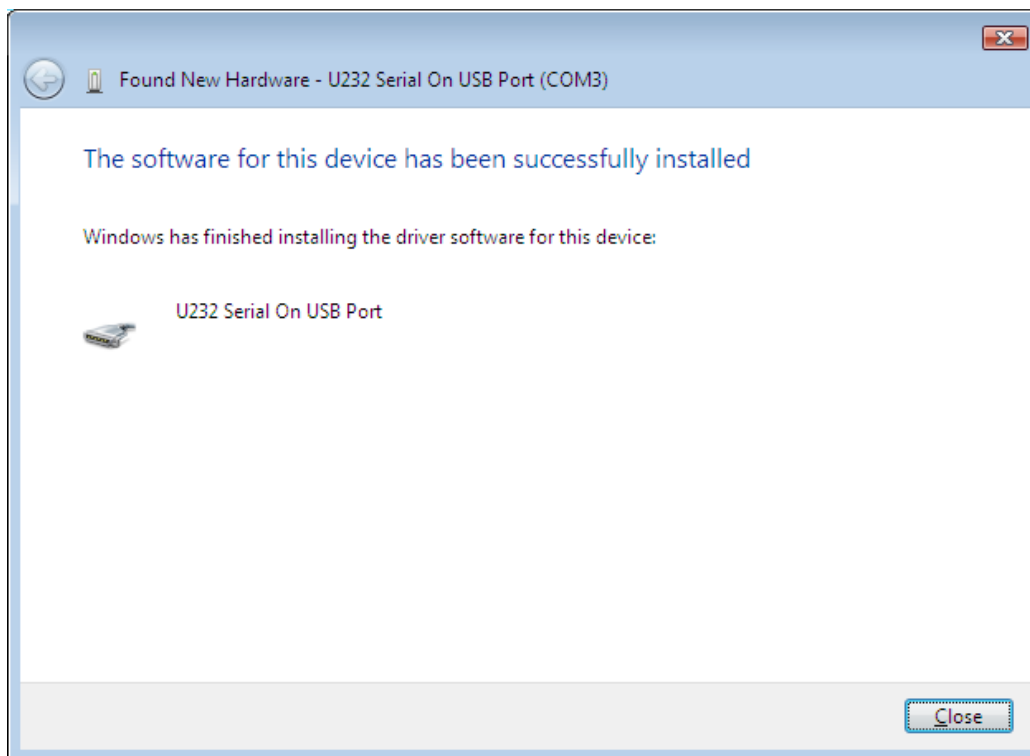 Found New Hardware - U232 Serial On USB Port (COM3)
The software for this device has been successfully installed
Windows has finished installing the driver software for this device:
U232 Serial On USB Port
Close